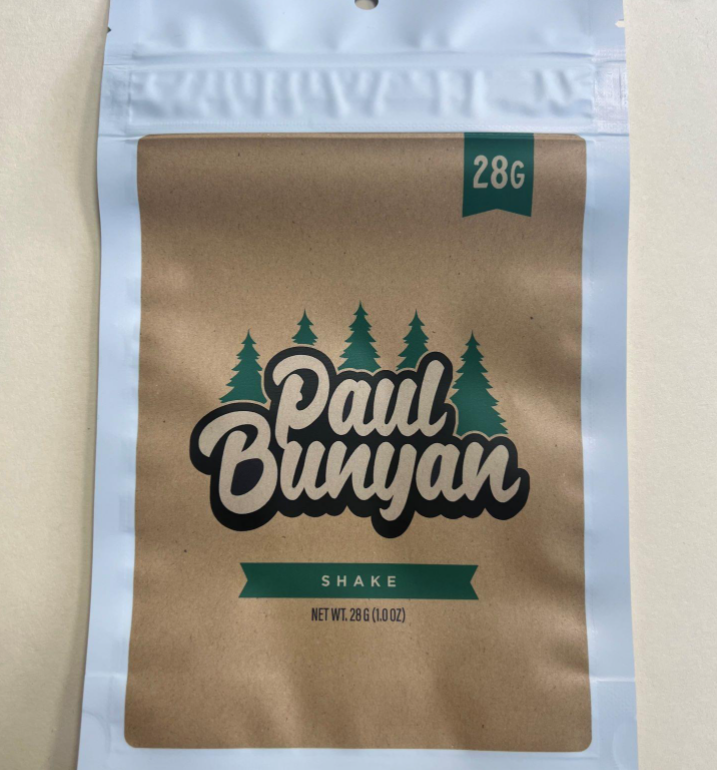 28G
Paul
Bunyan
SHAKE
NET WT. 28 G (1.0 OZ)